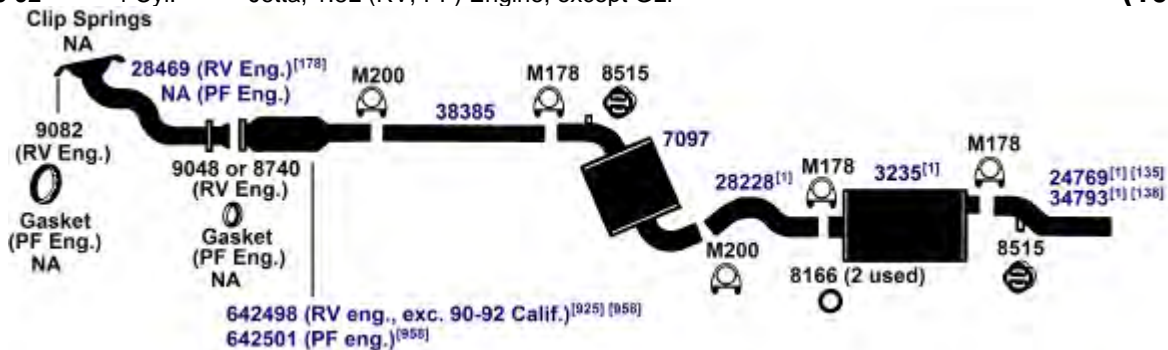 Clip Springs
NA
28469 (RV Eng.)[178]
NA (PF Eng.)
M200
M178
8515
38385
7097
9082
(RV Eng.)
9048 or 8740
(RV Eng.)
Gasket
(PF Eng.)
NA
Gasket
(PF Eng.)
NA
28228[1]
M178
3235[1]
M178
24769[1] [135]
34793[1] [138]
M200
8166 (2 used)
8515
642498 (RV eng., exc. 90-92 Calif.)[925] [958]
642501 (PF eng.)[958]